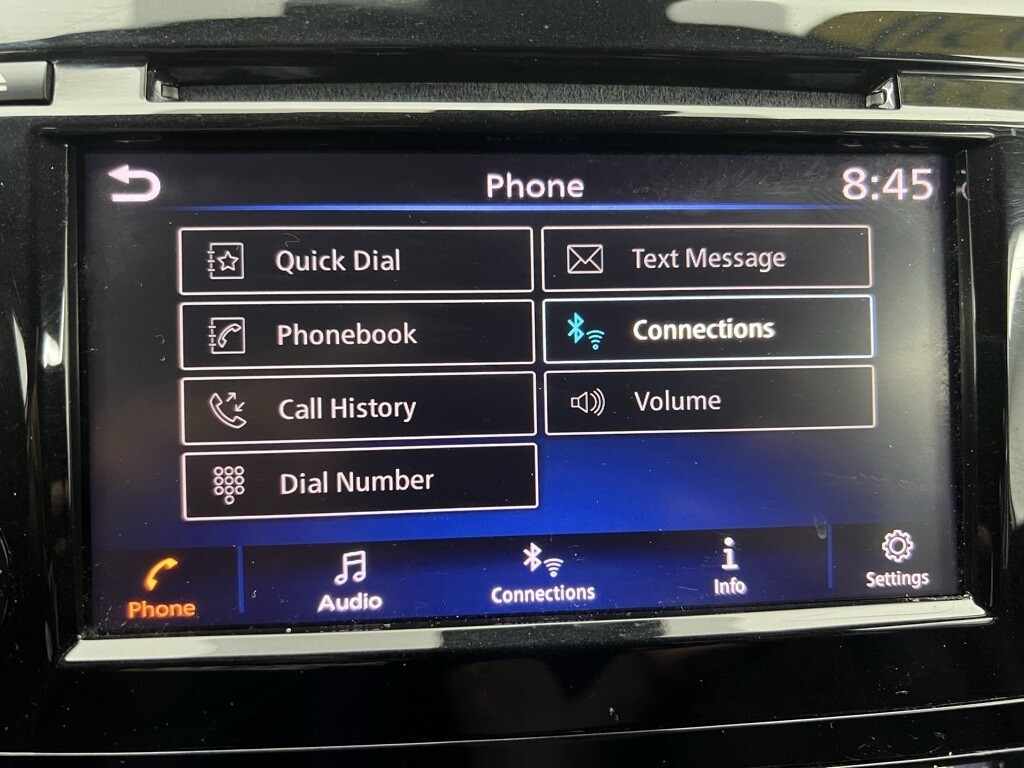 Phone
8:45
Quick Dial
Text Message
Phonebook
Connections
Call History
Volume
Dial Number
Phone
Audio
Connections
Info
Settings